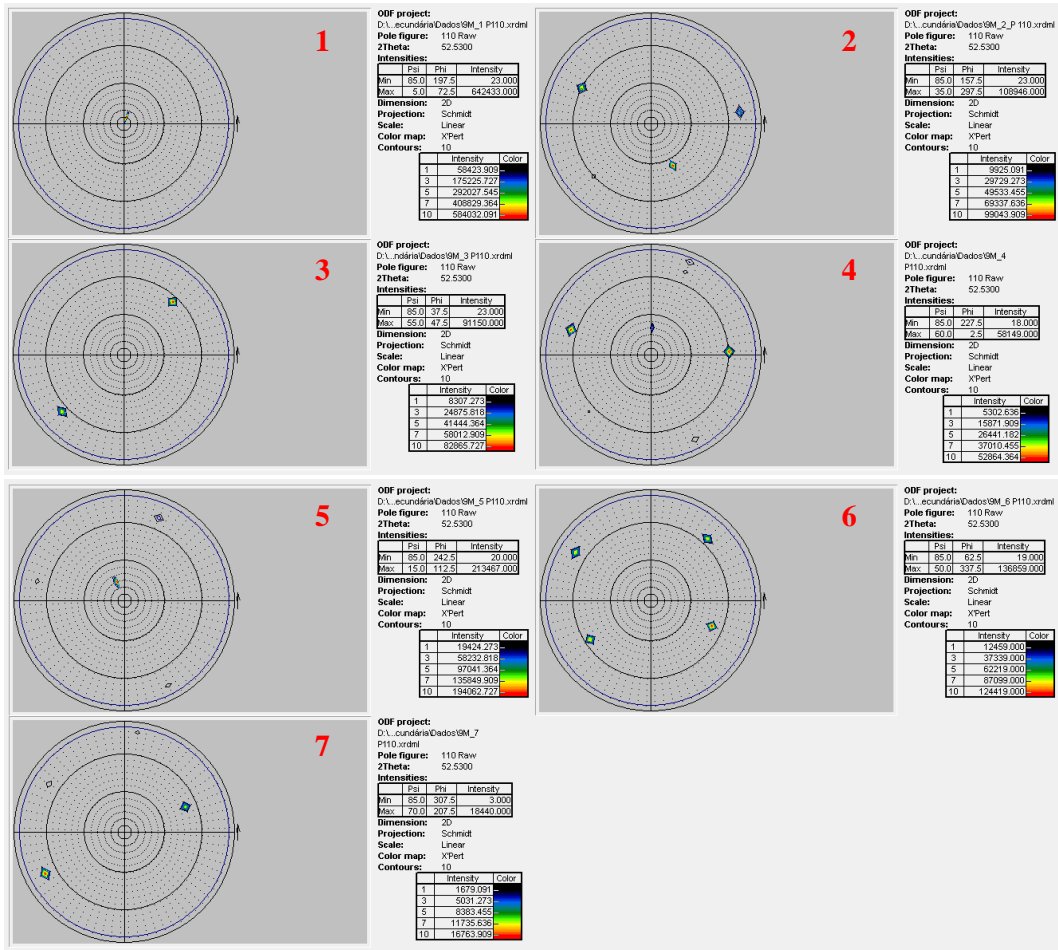 1
ODF project:
D:\...ecundária\Dados\9M_1 P110.xrdml
Pole figure: 110 Raw
2Theta: 52.5300
Intensities:
Psi Phi Intensity
Min 85.0 197.5 23.000
Max 5.0 72.5 642433.000
Dimension: 2D
Projection: Schmidt
Scale: Linear
Color map: X'Pert
Contours: 10
Intensity Color
1 58423.909
3 175225.727
5 292027.545
7 408829.364
10 584032.091
2
ODF project:
D:\...cundária\Dados\9M_2_P 110.xrdml
Pole figure: 110 Raw
2Theta: 52.5300
Intensities:
Psi Phi Intensity
Min 85.0 157.5 23.000
Max 35.0 297.5 108946.000
Dimension: 2D
Projection: Schmidt
Scale: Linear
Color map: X'Pert
Contours: 10
Intensity Color
1 9925.091
3 29729.273
5 49533.455
7 69337.636
10 99043.909
3
ODF project:
D:\...ndária\Dados\9M_3 P110.xrdml
Pole figure: 110 Raw
2Theta: 52.5300
Intensities:
Psi Phi Intensity
Min 85.0 37.5 23.000
Max 55.0 47.5 91150.000
Dimension: 2D
Projection: Schmidt
Scale: Linear
Color map: X'Pert
Contours: 10
Intensity Color
1 8307.273
3 24875.818
5 41444.364
7 58012.909
10 82865.727
4
ODF project:
D:\...cundária\Dados\9M_4
P110.xrdml
Pole figure: 110 Raw
2Theta: 52.5300
Intensities:
Psi Phi Intensity
Min 85.0 227.5 18.000
Max 60.0 2.5 58149.000
Dimension: 2D
Projection: Schmidt
Scale: Linear
Color map: X'Pert
Contours: 10
Intensity Color
1 5302.636
3 15871.909
5 26441.182
7 37010.455
10 52864.364
5
ODF project:
D:\...ecundária\Dados\9M_5 P110.xrdml
Pole figure: 110 Raw
2Theta: 52.5300
Intensities:
Psi Phi Intensity
Min 85.0 242.5 20.000
Max 15.0 112.5 213467.000
Dimension: 2D
Projection: Schmidt
Scale: Linear
Color map: X'Pert
Contours: 10
Intensity Color
1 19424.273
3 58232.818
5 97041.364
7 135849.909
10 194062.727
6
ODF project:
D:\...ecundária\Dados\9M_6 P110.xrdml
Pole figure: 110 Raw
2Theta: 52.5300
Intensities:
Psi Phi Intensity
Min 85.0 62.5 19.000
Max 50.0 337.5 136859.000
Dimension: 2D
Projection: Schmidt
Scale: Linear
Color map: X'Pert
Contours: 10
Intensity Color
1 12459.000
3 37339.000
5 62219.000
7 87099.000
10 124419.000
7
ODF project:
D:\...cundária\Dados\9M_7
P110.xrdml
Pole figure: 110 Raw
2Theta: 52.5300
Intensities:
Psi Phi Intensity
Min 85.0 307.5 3.000
Max 70.0 207.5 18440.000
Dimension: 2D
Projection: Schmidt
Scale: Linear
Color map: X'Pert
Contours: 10
Intensity Color
1 1679.091
3 5031.273
5 8383.455
7 11735.636
10 16763.909